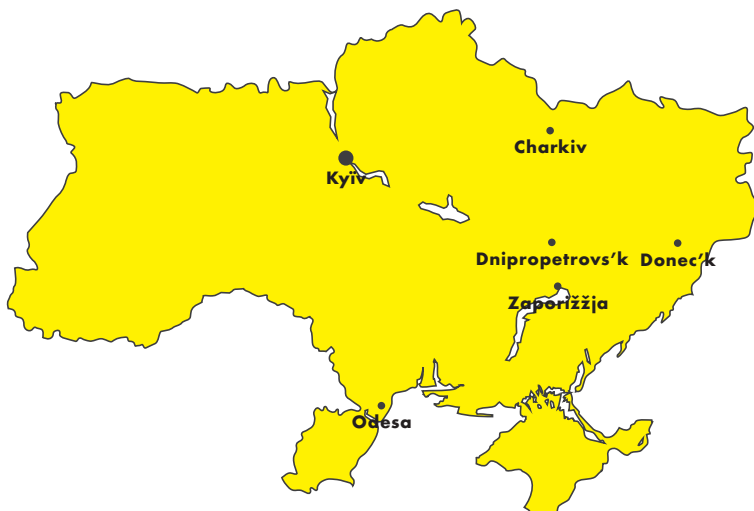 Charkiv
Kyïv
Dnipropetrovs’k
Donec’k
Zaporižžja
Odesa